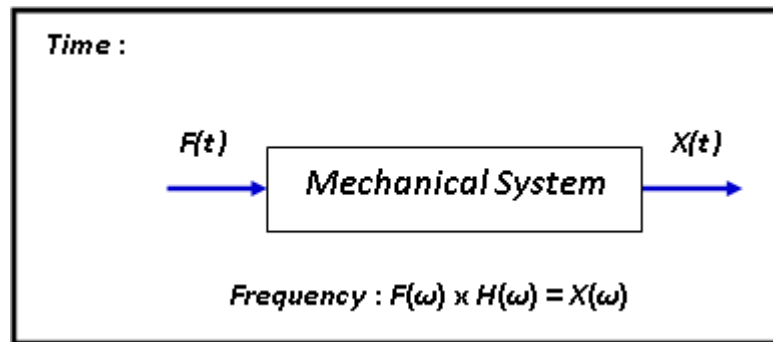 Time :
F(t) X(t)
Mechanical System
Frequency : F(ω) x H(ω) = X(ω)